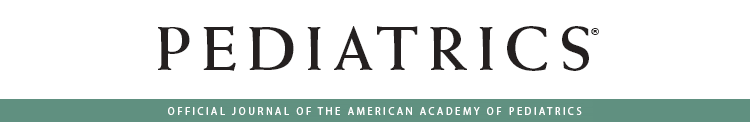 PEDIATRICS®
OFFICIAL JOURNAL OF THE AMERICAN ACADEMY OF PEDIATRICS